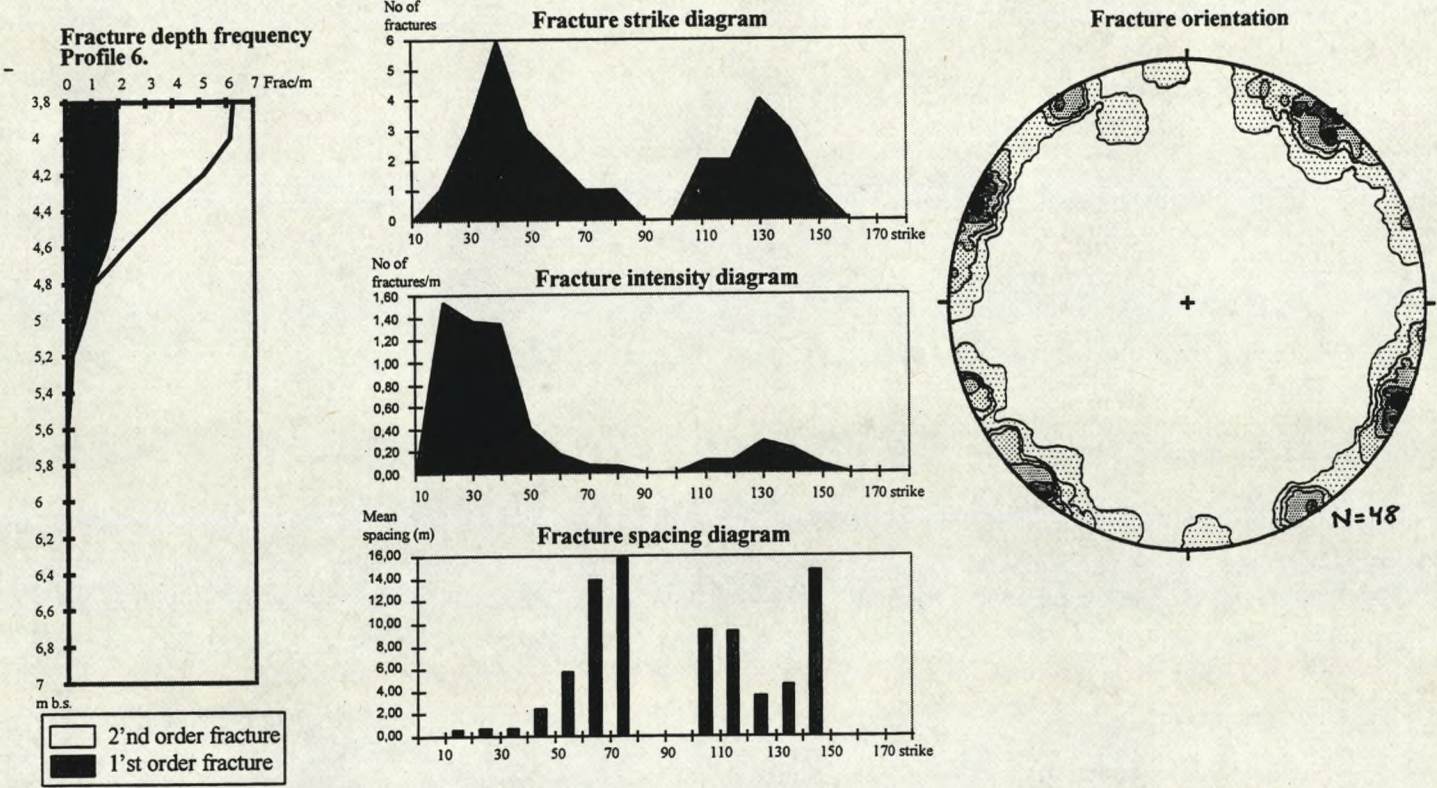 Fracture depth frequency
Profile 6.
0 1 2 3 4 5 6 7 Frac/m
3,8
4
4,2
4,4
4,6
4,8
5
5,2
5,4
5,6
5,8
6
6,2
6,4
6,6
6,8
7
m b.s.
2'nd order fracture
1'st order fracture
No of
fractures
Fracture strike diagram
6
5
4
3
2
1
0
10 30 50 70 90 110 130 150 170 strike
No of
fractures/m
Fracture intensity diagram
1,60
1,40
1,20
1,00
0,80
0,60
0,40
0,20
0,00
10 30 50 70 90 110 130 150 170 strike
Mean
spacing (m)
Fracture spacing diagram
16,00
14,00
12,00
10,00
8,00
6,00
4,00
2,00
0,00
10 30 50 70 90 110 130 150 170 strike
Fracture orientation
N=48